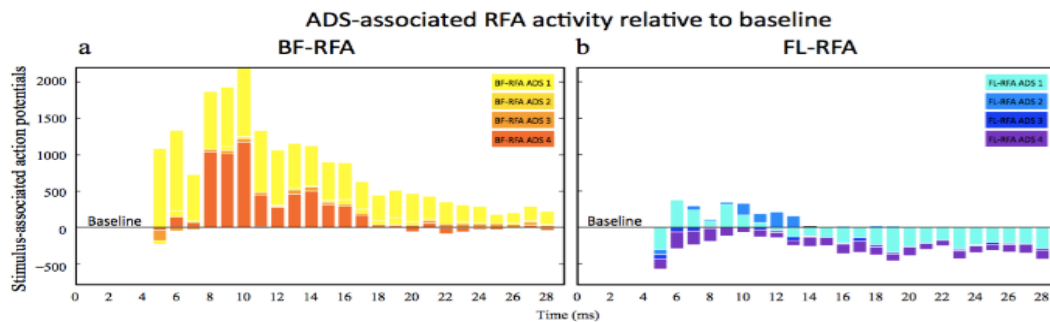 ADS-associated RFA activity relative to baseline
a BF-RFA
b FL-RFA
Stimulus-associated action potentials
2000
1500
1000
500
0
−500
Baseline
BF-RFA ADS 1
BF-RFA ADS 2
BF-RFA ADS 3
BF-RFA ADS 4
0 2 4 6 8 10 12 14 16 18 20 22 24 26 28
Baseline
FL-RFA ADS 1
FL-RFA ADS 2
FL-RFA ADS 3
FL-RFA ADS 4
0 2 4 6 8 10 12 14 16 18 20 22 24 26 28
Time (ms)